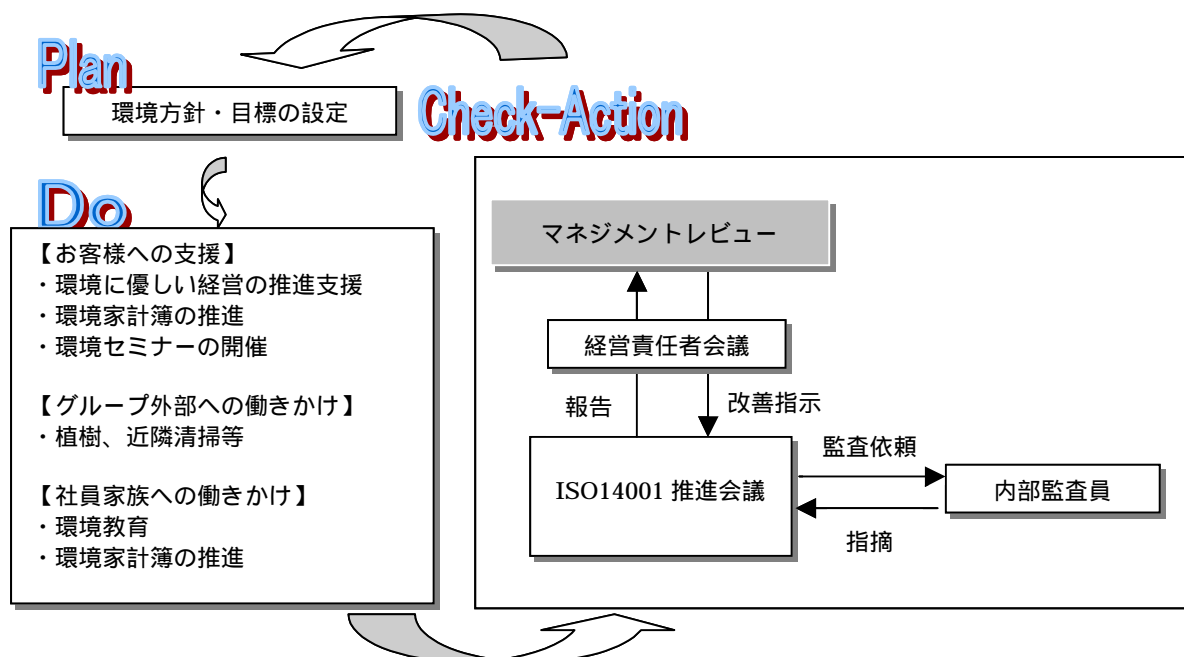 Plan
環境方針・目標の設定
Check-Action
Do
【お客様への支援】
・環境に優しい経営の推進支援
・環境家計簿の推進
・環境セミナーの開催
【グループ外部への働きかけ】
・植樹、近隣清掃等
【社員家族への働きかけ】
・環境教育
・環境家計簿の推進
マネジメントレビュー
経営責任者会議
報告
改善指示
ISO14001 推進会議
監査依頼
内部監査員
指摘